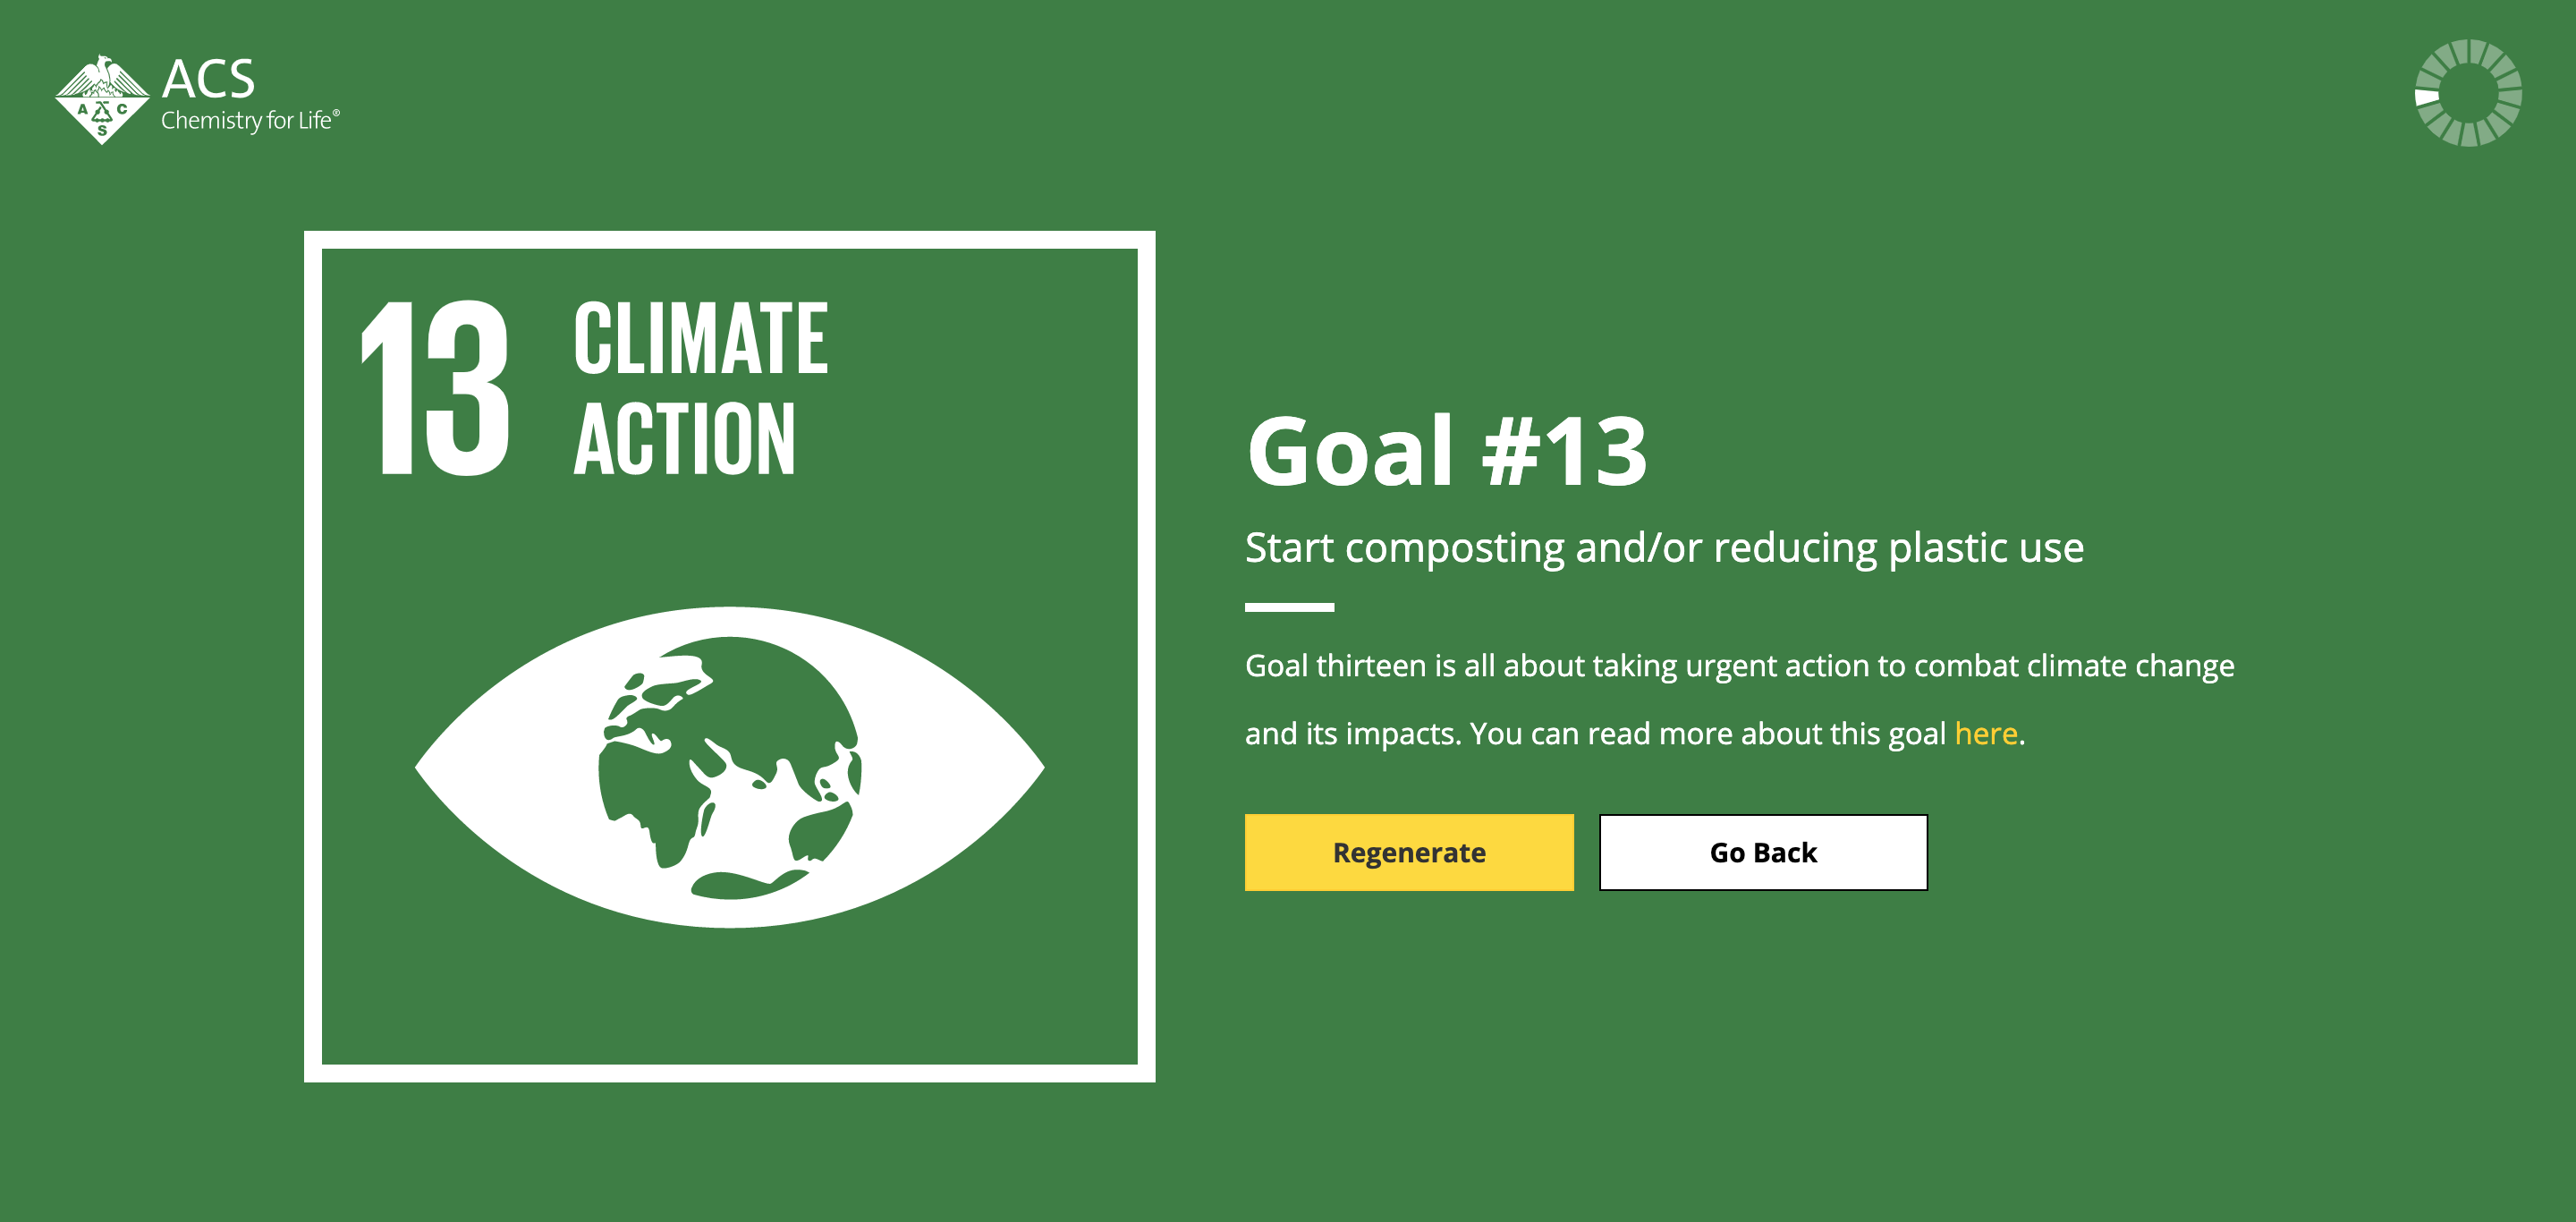 ACS
Chemistry for Life®
A C
S
13 CLIMATE
ACTION
Goal #13
Start composting and/or reducing plastic use
Goal thirteen is all about taking urgent action to combat climate change
and its impacts. You can read more about this goal here.
Regenerate
Go Back